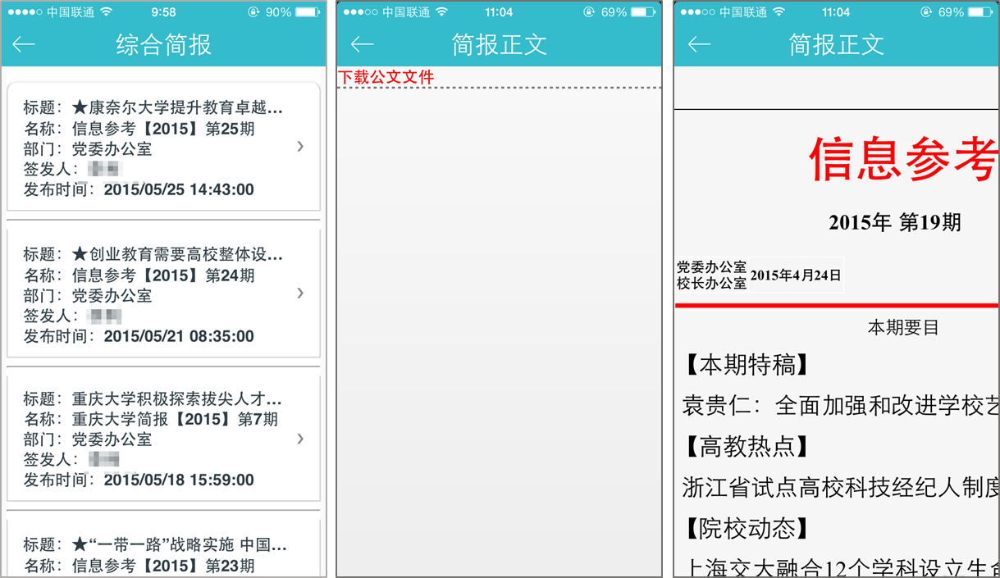 中国联通 9:58 90%
综合简报
标题：★康奈尔大学提升教育卓越...
名称：信息参考【2015】第25期
部门：党委办公室
签发人：
发布时间：2015/05/25 14:43:00
标题：★创业教育需要高校整体设...
名称：信息参考【2015】第24期
部门：党委办公室
签发人：
发布时间：2015/05/21 08:35:00
标题：重庆大学积极探索拔尖人才...
名称：重庆大学简报【2015】第7期
部门：党委办公室
签发人：
发布时间：2015/05/18 15:59:00
标题：★“一带一路”战略实施 中国...
名称：信息参考【2015】第23期
中国联通 11:04 69%
简报正文
下载公文文件
中国联通 11:04 69%
简报正文
信息参考
2015年 第19期
党委办公室
校长办公室
2015年4月24日
本期要目
【本期特稿】
袁贵仁：全面加强和改进学校艺
【高教热点】
浙江省试点高校科技经纪人制度
【院校动态】
上海交大融合12个学科设立生命